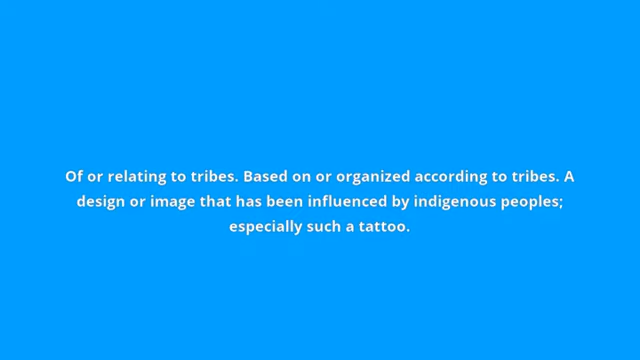 Of or relating to tribes. Based on or organized according to tribes. A
design or image that has been influenced by indigenous peoples;
especially such a tattoo.